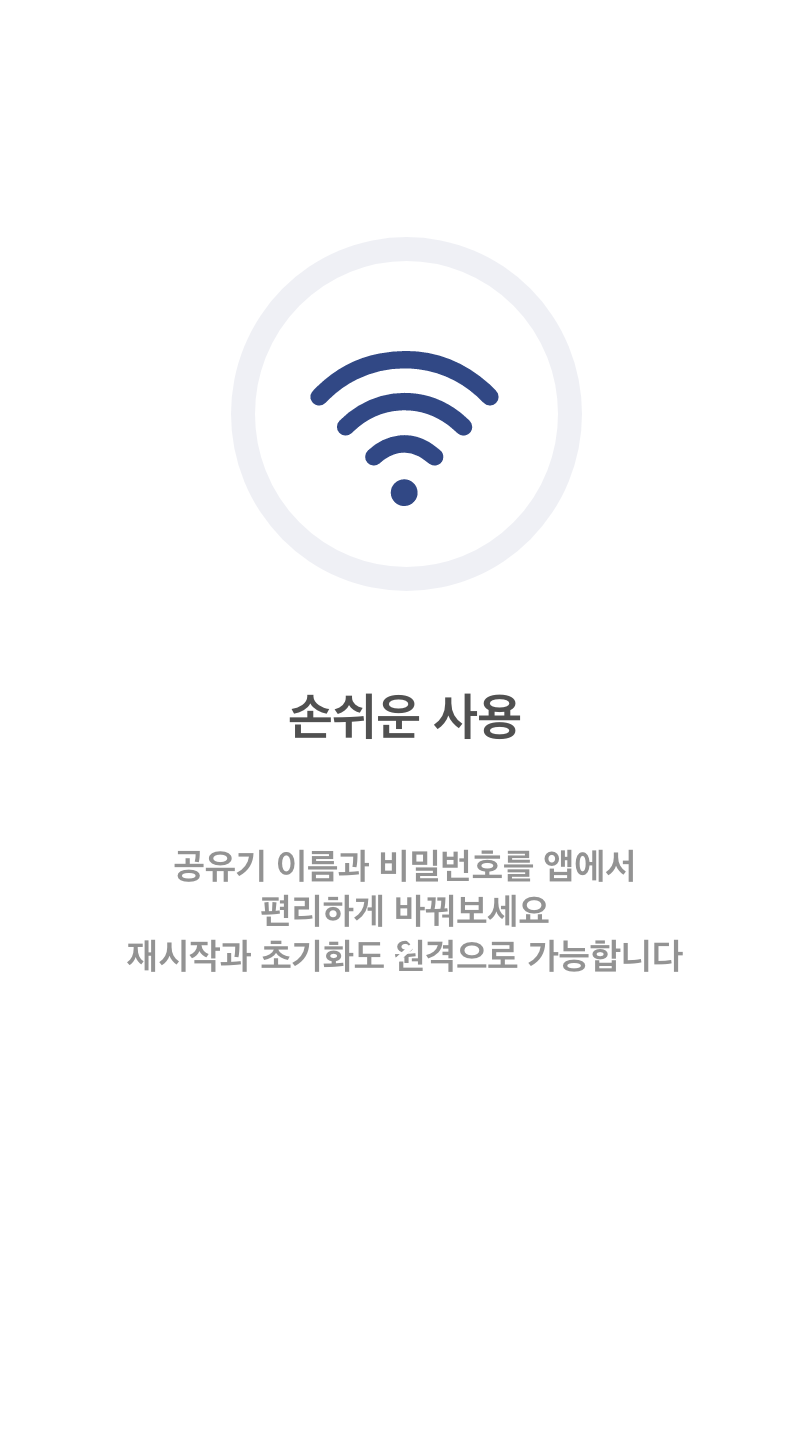 손쉬운 사용
공유기 이름과 비밀번호를 앱에서
편리하게 바꿔보세요
재시작과 초기화도 원격으로 가능합니다